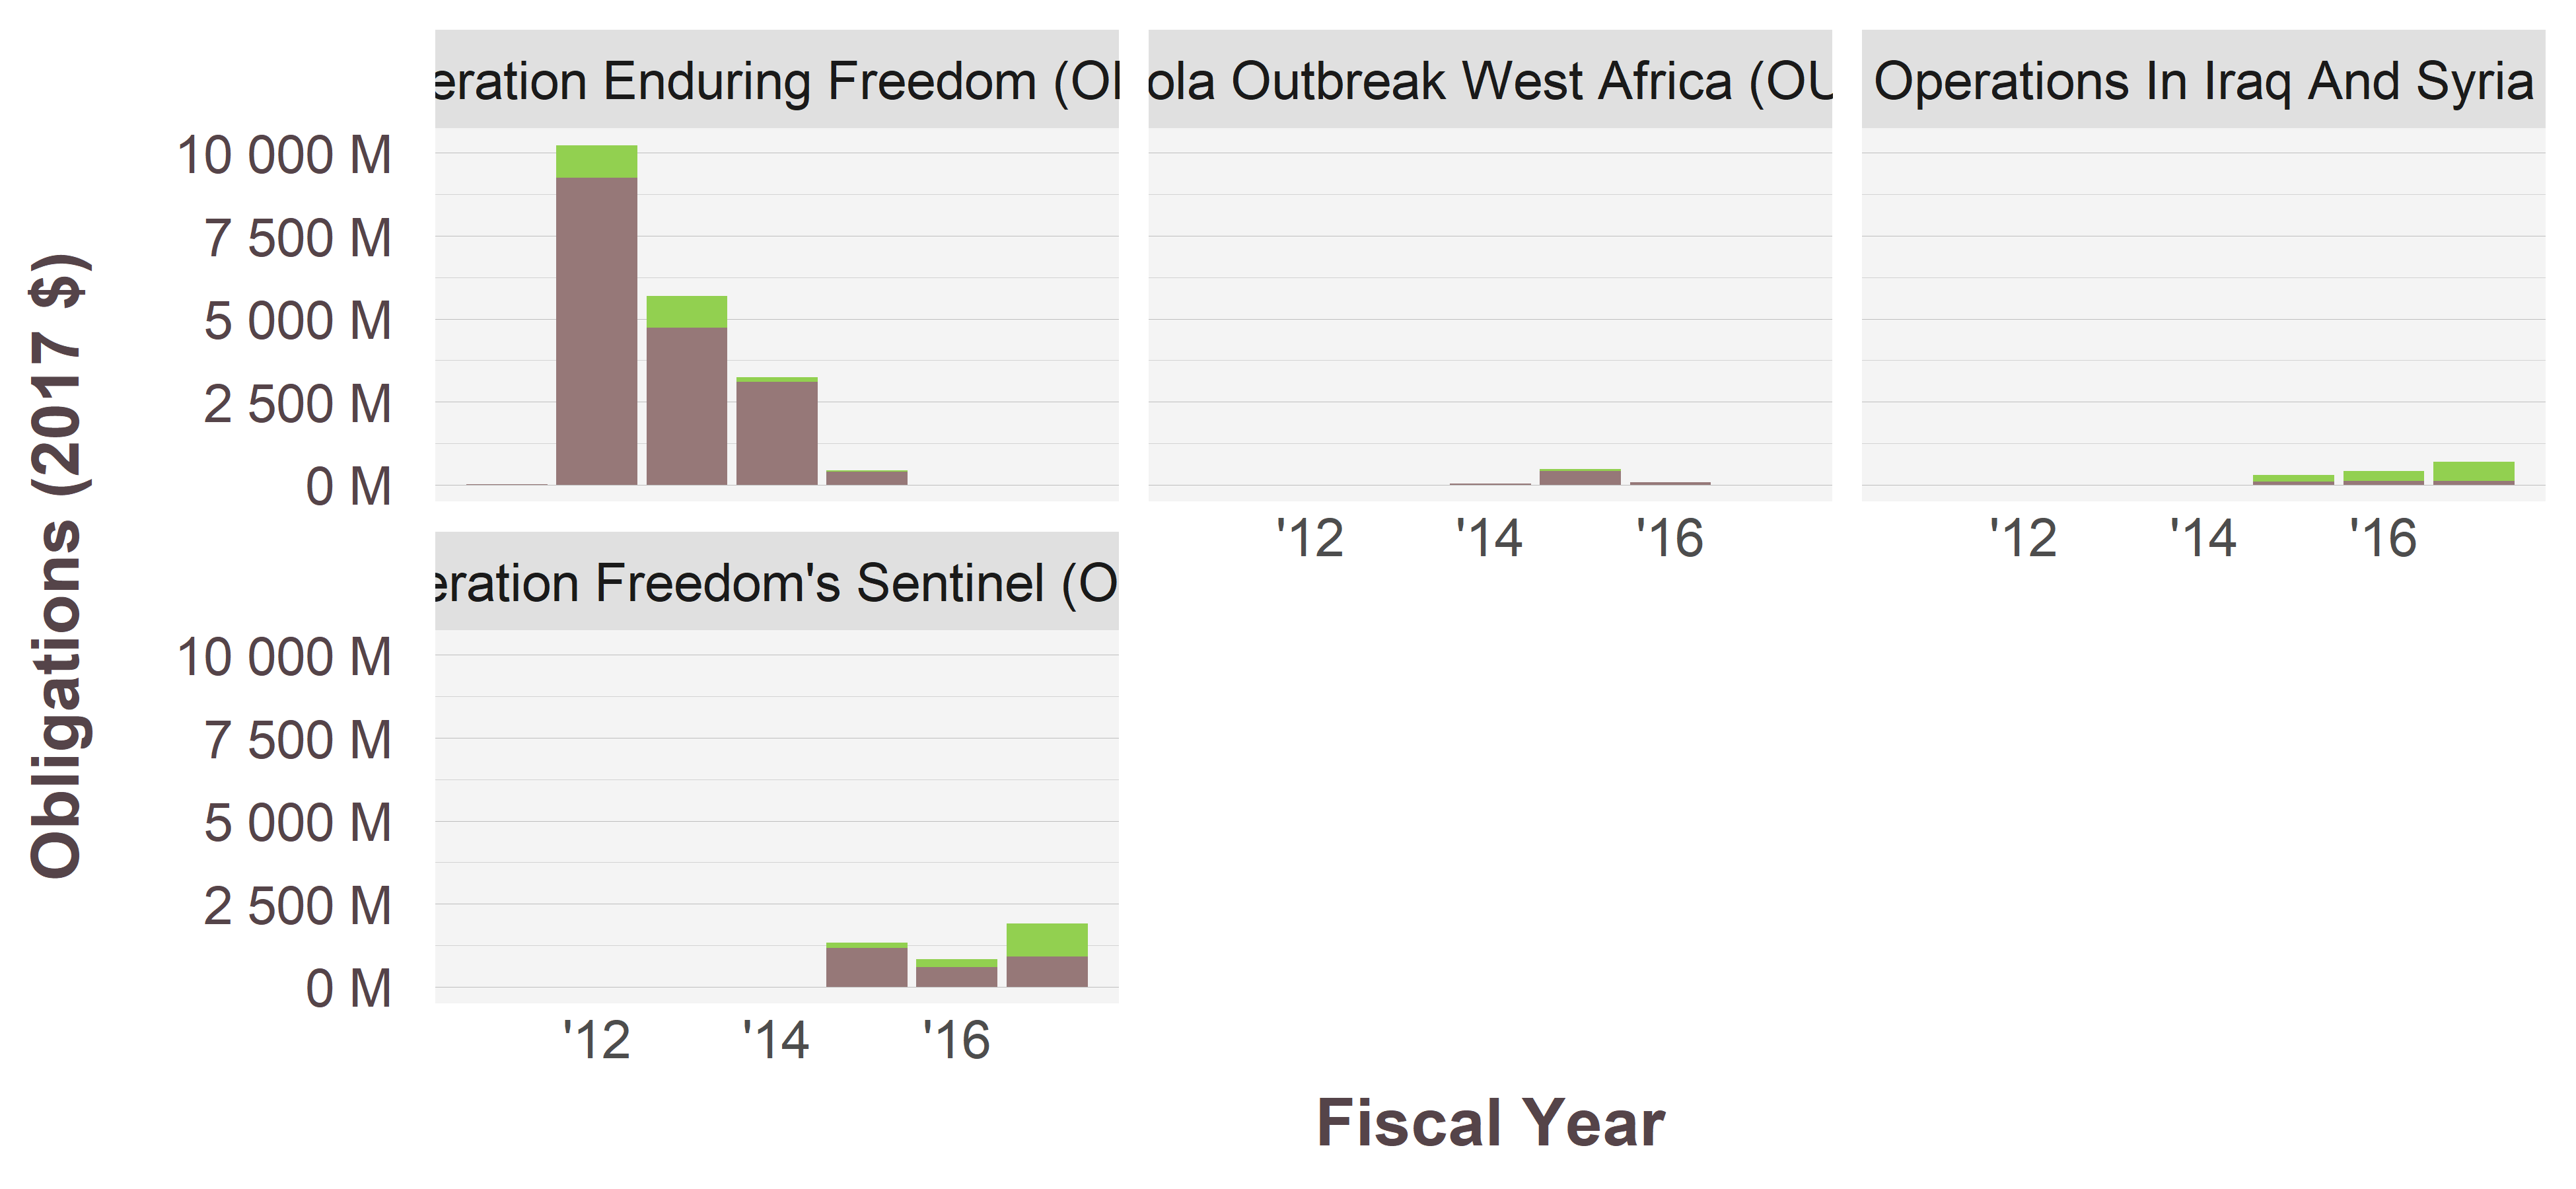 eration Enduring Freedom (O
ola Outbreak West Africa (OU
Operations In Iraq And Syria
10 000 M
7 500 M
5 000 M
2 500 M
0 M
'12
'14
'16
'12
'14
'16
eration Freedom's Sentinel (O
10 000 M
7 500 M
5 000 M
2 500 M
0 M
'12
'14
'16
Obligations (2017 $)
Fiscal Year